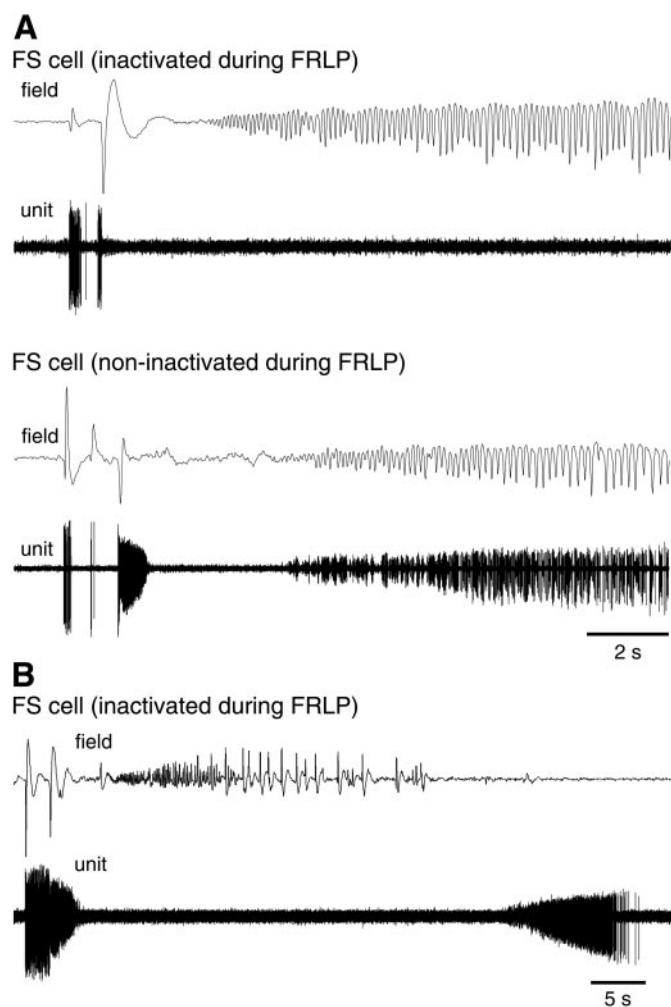 A
FS cell (inactivated during FRLP)
field
unit
FS cell (non-inactivated during FRLP)
field
unit
2 s
B
FS cell (inactivated during FRLP)
field
unit
5 s